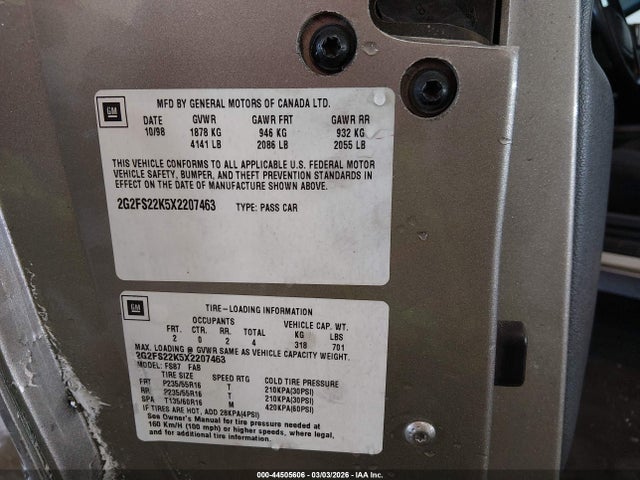 GM
MFD BY GENERAL MOTORS OF CANADA LTD.
DATE GVWR GAWR FRT GAWR RR
10/98 1878 KG 946 KG 932 KG
4141 LB 2086 LB 2055 LB
THIS VEHICLE CONFORMS TO ALL APPLICABLE U.S. FEDERAL MOTOR
VEHICLE SAFETY, BUMPER, AND THEFT PREVENTION STANDARDS IN
EFFECT ON THE DATE OF MANUFACTURE SHOWN ABOVE.
2G2FS22K5X2207463 TYPE: PASS CAR
GM
TIRE-LOADING INFORMATION
OCCUPANTS VEHICLE CAP. WT.
FRT. CTR. RR. TOTAL KG LBS
2 0 2 4 318 701
MAX. LOADING @ GVWR SAME AS VEHICLE CAPACITY WEIGHT.
2G2FS22K5X2207463
MODEL: FS87 FAB
TIRE SIZE SPEED RTG COLD TIRE PRESSURE
FRT P235/55R16 T 210KPA(30PSI)
RR P235/55R16 T 210KPA(30PSI)
SPA T135/60R16 M 420KPA(60PSI)
IF TIRES ARE HOT, ADD 28KPA(4PSI)
See Owner's Manual for tire pressure needed at
160 Km/H (100 mph) or higher speeds, where legal,
and for additional tire information.
000-44505606 - 03/03/2026 - IAAI.CA